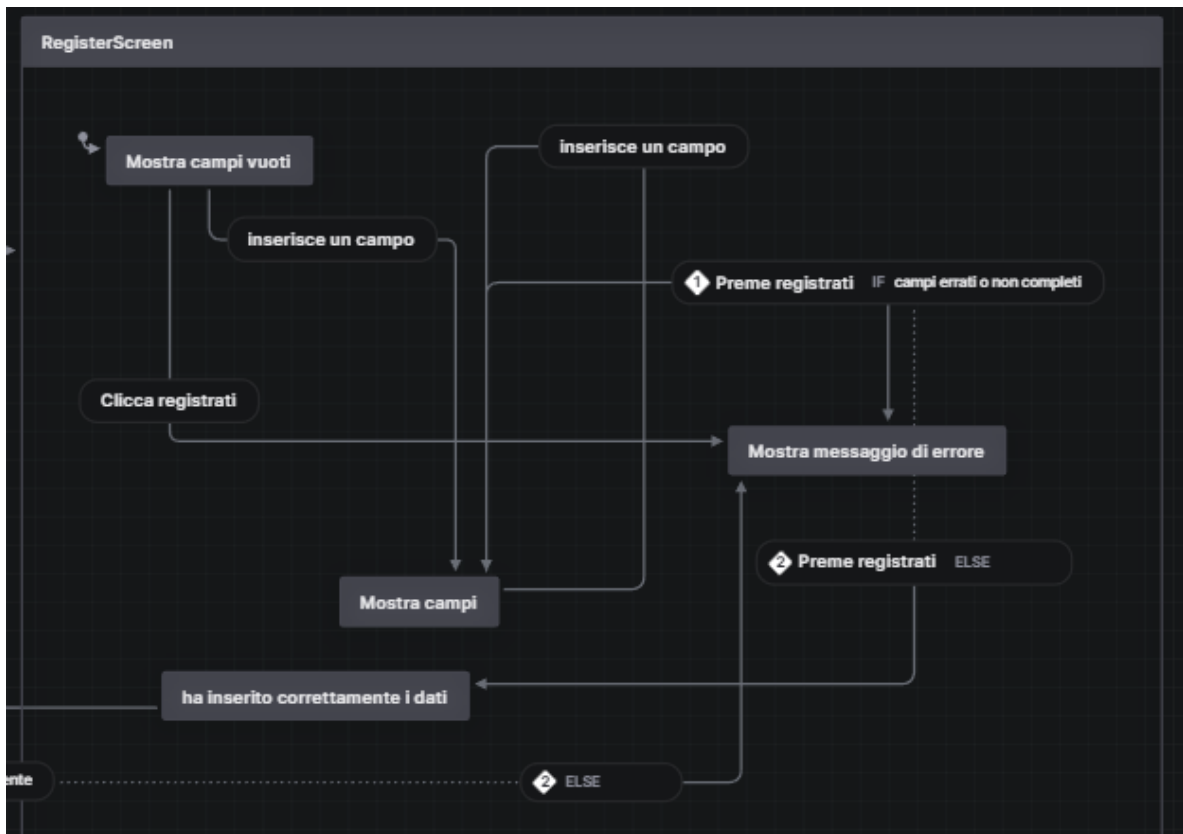 RegisterScreen
Mostra campi vuoti
inserisce un campo
inserisce un campo
1 Preme registrati IF campi errati o non completi
Clicca registrati
Mostra messaggio di errore
2 Preme registrati ELSE
Mostra campi
ha inserito correttamente i dati
ente
2 ELSE